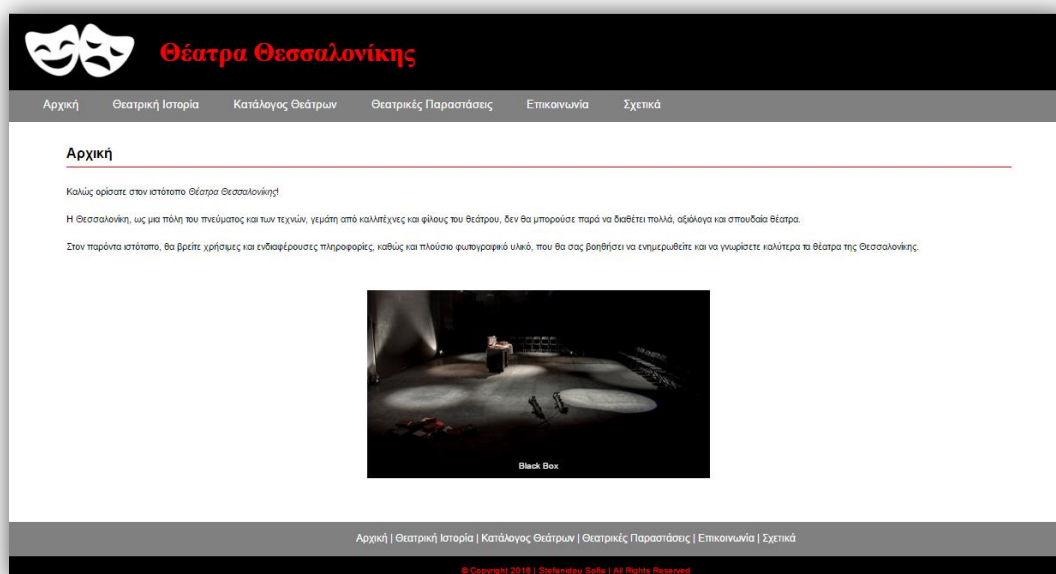 Θέατρα Θεσσαλονίκης
Αρχική Θεατρική Ιστορία Κατάλογος Θεάτρων Θεατρικές Παραστάσεις Επικοινωνία Σχετικά
Αρχική
Καλώς ορίσατε στον ιστότοπο Θέατρα Θεσσαλονίκης!
Η Θεσσαλονίκη, ως μια πόλη του πνεύματος και των τεχνών, γεμάτη από καλλιτέχνες και φίλους του θεάτρου, δεν θα μπορούσε παρά να διαθέτει πολλά, αξιόλογα και σπουδαία θέατρα.
Στον παρόντα ιστότοπο, θα βρείτε χρήσιμες και ενδιαφέρουσες πληροφορίες, καθώς και πλούσιο φωτογραφικό υλικό, που θα σας βοηθήσει να ενημερωθείτε και να γνωρίσετε καλύτερα τα θέατρα της Θεσσαλονίκης.
Black Box
Αρχική | Θεατρική Ιστορία | Κατάλογος Θεάτρων | Θεατρικές Παραστάσεις | Επικοινωνία | Σχετικά
© Copyright 2016 | Stefanidou Sofia | All Rights Reserved